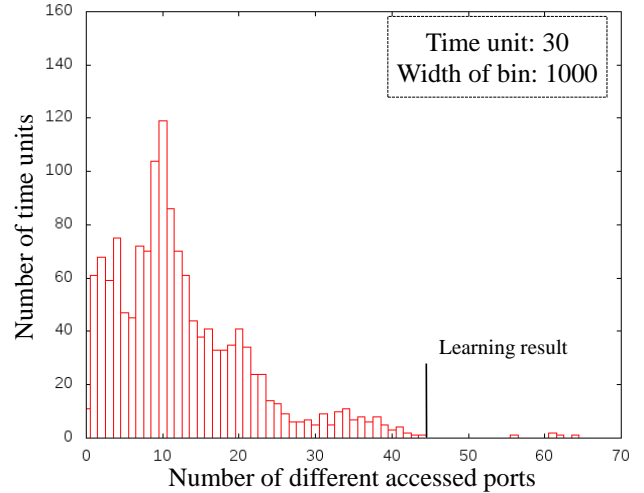 160
140
120
100
80
60
40
20
0
Number of time units
Time unit: 30
Width of bin: 1000
Learning result
0 10 20 30 40 50 60 70
Number of different accessed ports